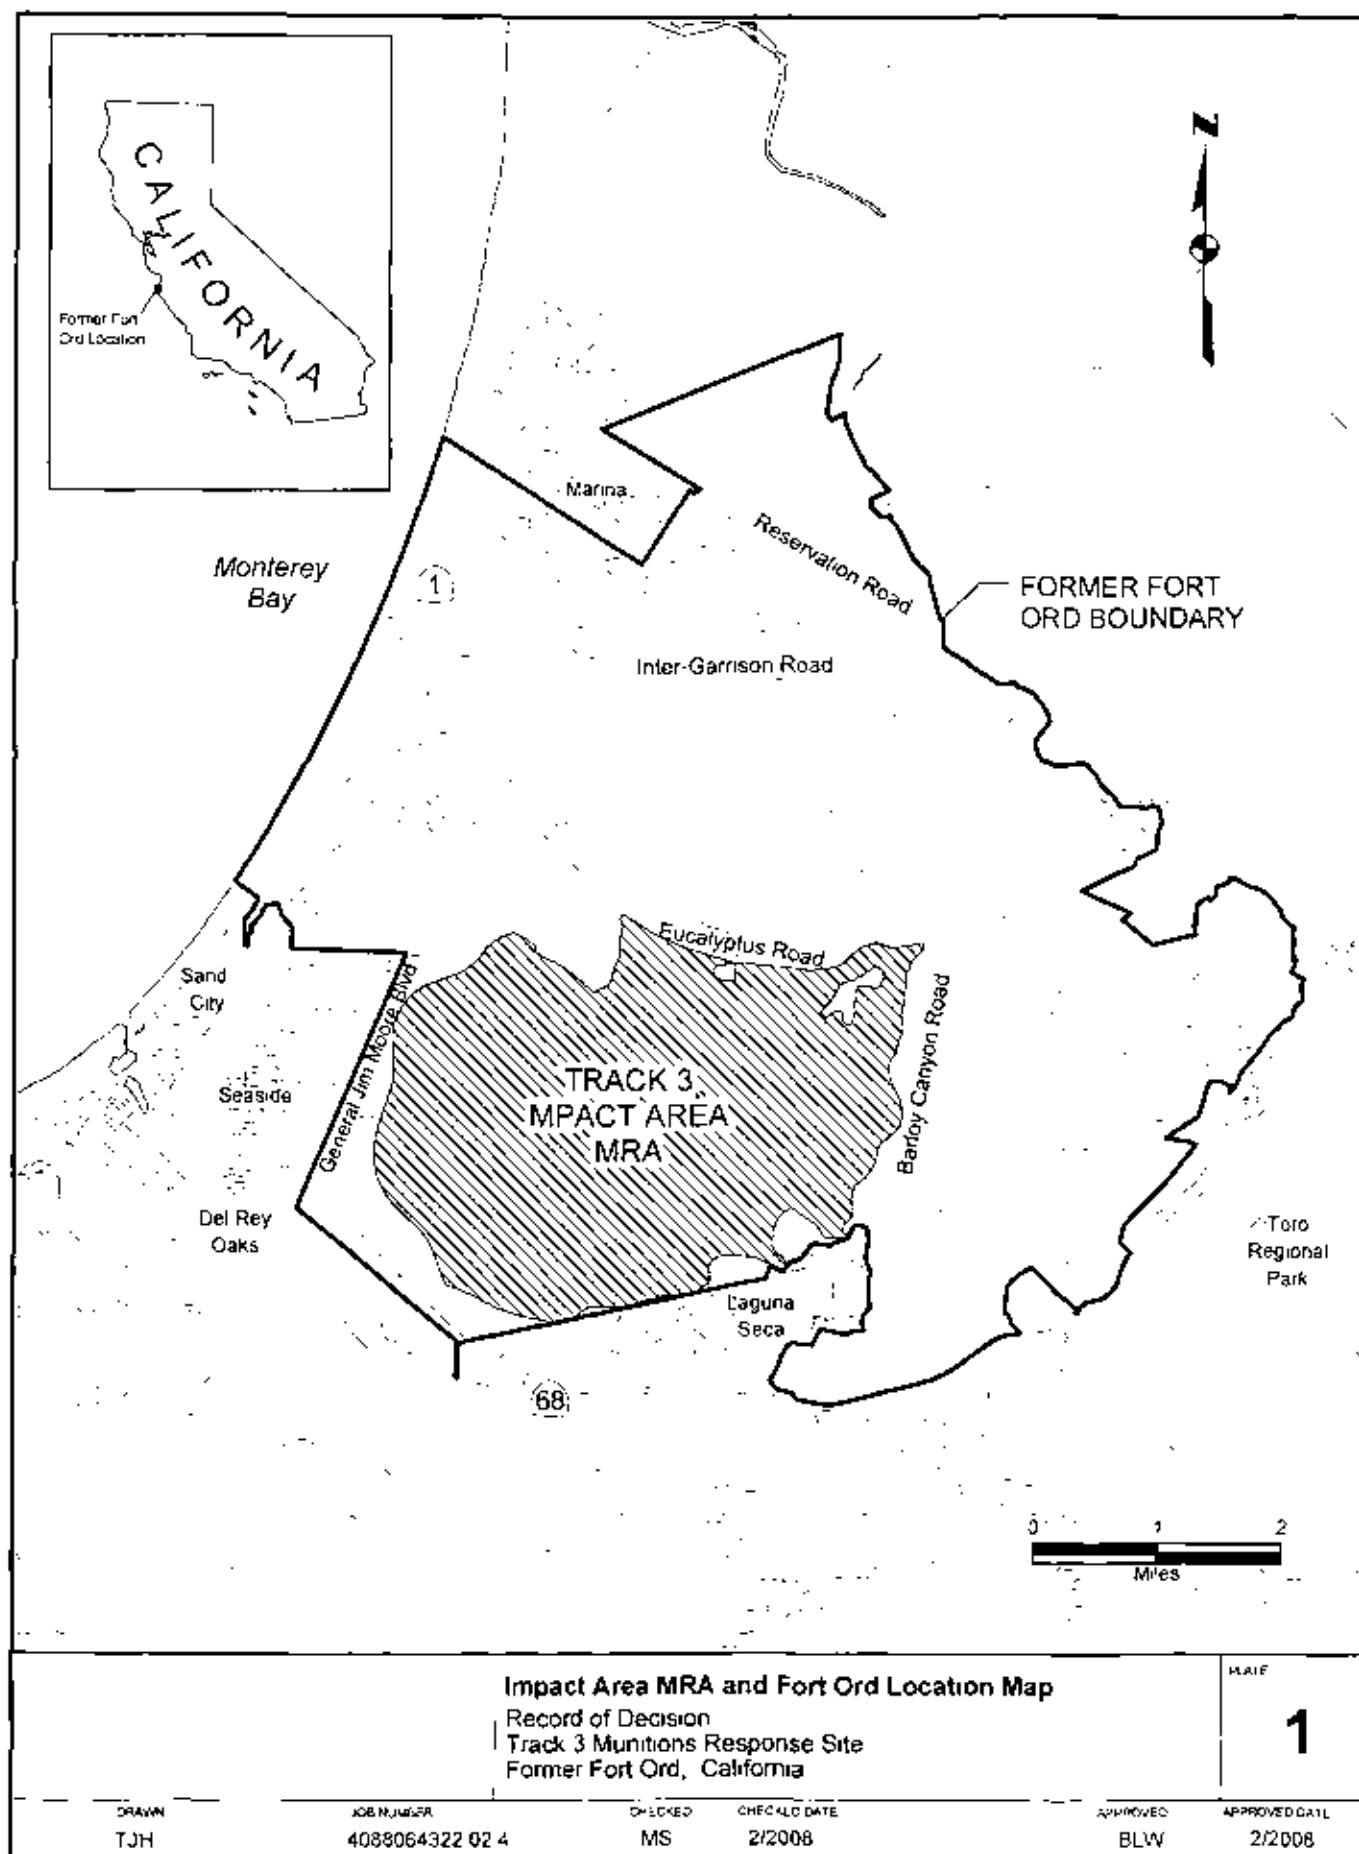 CALIFORNIA
Former Fort
Ord Location
N
Marina
Monterey
Bay
1
Reservation Road
FORMER FORT
ORD BOUNDARY
Inter-Garrison Road
Eucalyptus Road
Sand
City
General Jim Moore Blvd
Barloy Canyon Road
Seaside
TRACK 3
MPACT AREA
MRA
Del Rey
Oaks
Toro
Regional
Park
Laguna
Seca
68
0 1 2
Miles
Impact Area MRA and Fort Ord Location Map
Record of Decision
Track 3 Munitions Response Site
Former Fort Ord, California
PLATE
1
DRAWN JOB NUMBER CHECKED CHECKED DATE APPROVED APPROVED DATE
TJH 4088064322 02 4 MS 2/2008 BLW 2/2008